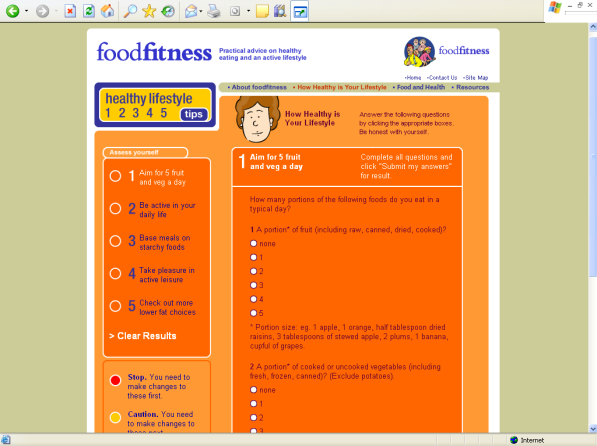 foodfitness
Practical advice on healthy
eating and an active lifestyle
foodfitness
Home
Contact Us
Site Map
About foodfitness
How Healthy is Your Lifestyle
Food and Health
Resources
healthy lifestyle
1 2 3 4 5 tips
How Healthy is
Your Lifestyle
Answer the following questions
by clicking the appropriate boxes.
Be honest with yourself.
Assess yourself
1 Aim for 5 fruit
and veg a day
2 Be active in your
daily life
3 Base meals on
starchy foods
4 Take pleasure in
active leisure
5 Check out more
lower fat choices
> Clear Results
Stop. You need to
make changes to
these first.
Caution. You need
to make changes to
1 Aim for 5 fruit
and veg a day
Complete all questions and
click "Submit my answers"
for result.
How many portions of the following foods do you eat in a
typical day?
1 A portion* of fruit (including raw, canned, dried, cooked)?
none
1
2
3
4
5
* Portion size: eg. 1 apple, 1 orange, half tablespoon dried
raisins, 3 tablespoons of stewed apple, 2 plums, 1 banana,
cupful of grapes.
2 A portion* of cooked or uncooked vegetables (including
fresh, frozen, canned)? (Exclude potatoes).
none
1
2
3
Internet